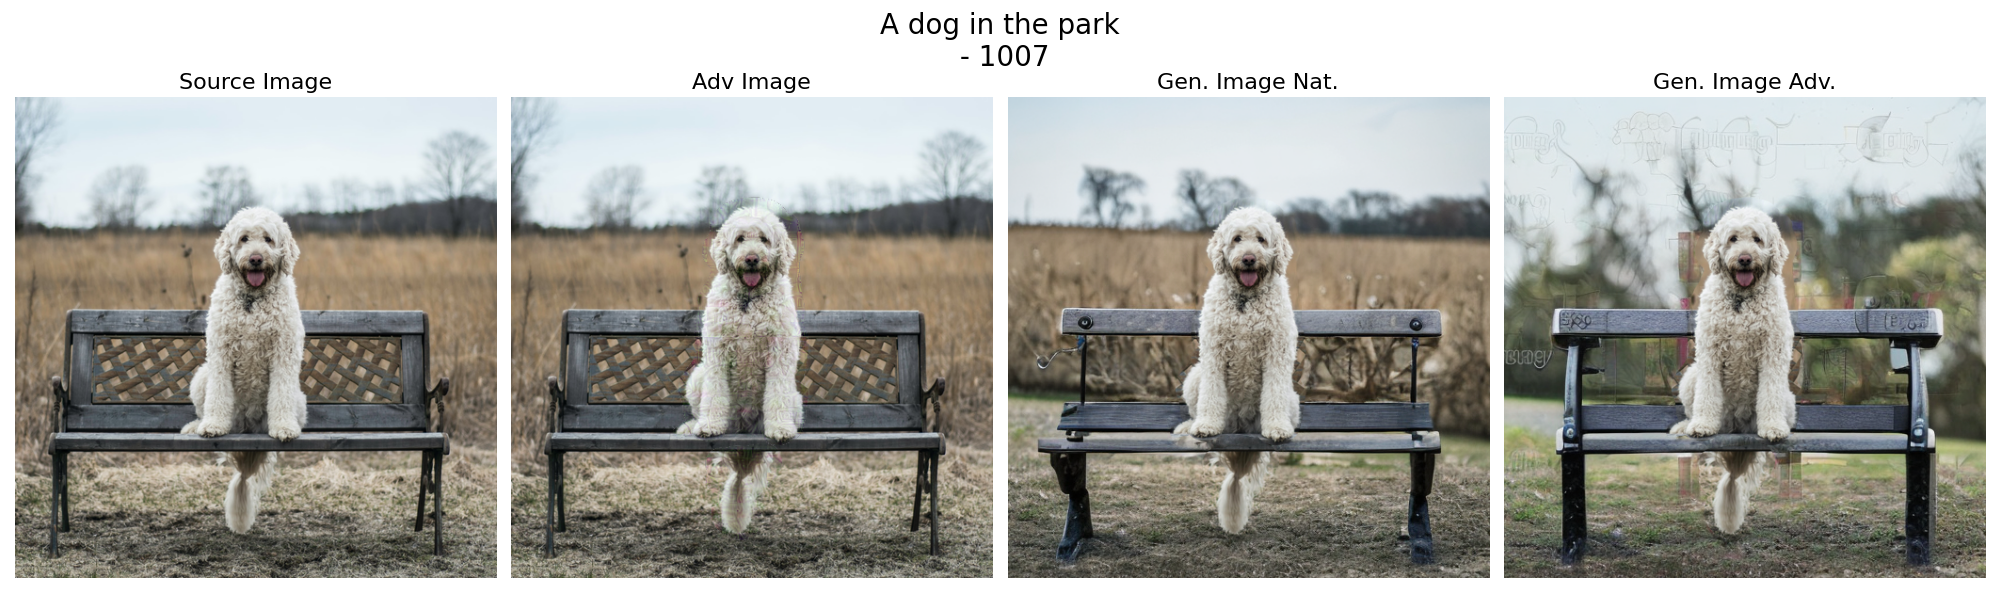 A dog in the park
- 1007
Source Image
Adv Image
Gen. Image Nat.
Gen. Image Adv.